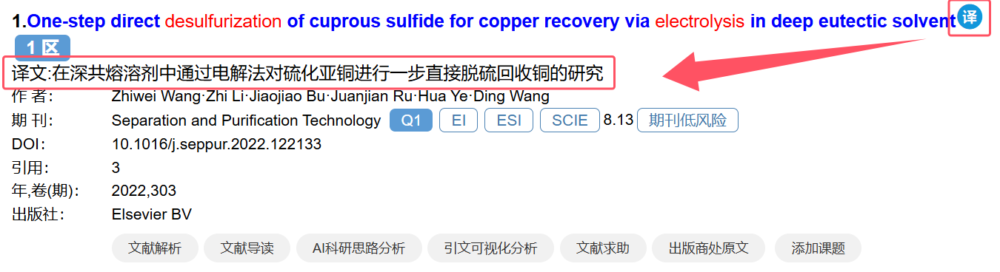 1.One-step direct desulfurization of cuprous sulfide for copper recovery via electrolysis in deep eutectic solvent 译
1 区
译文:在深共熔溶剂中通过电解法对硫化亚铜进行一步直接脱硫回收铜的研究
作 者: Zhiwei Wang·Zhi Li·Jiaojiao Bu·Juanjian Ru·Hua Ye·Ding Wang
期 刊: Separation and Purification Technology Q1 EI ESI SCIE 8.13 期刊低风险
DOI: 10.1016/j.seppur.2022.122133
引用: 3
年,卷(期): 2022,303
出版社: Elsevier BV
文献解析 文献导读 AI科研思路分析 引文可视化分析 文献求助 出版商处原文 添加课题